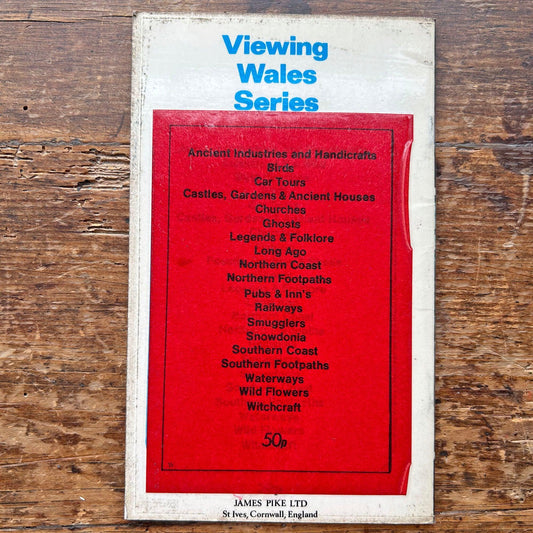 Viewing
Wales
Series
Ancient Industries and Handicrafts
Birds
Car Tours
Castles, Gardens & Ancient Houses
Churches
Ghosts
Legends & Folklore
Long Ago
Northern Coast
Northern Footpaths
Pubs & Inn's
Railways
Smugglers
Snowdonia
Southern Coast
Southern Footpaths
Waterways
Wild Flowers
Witchcraft
50p
JAMES PIKE LTD
St Ives, Cornwall, England